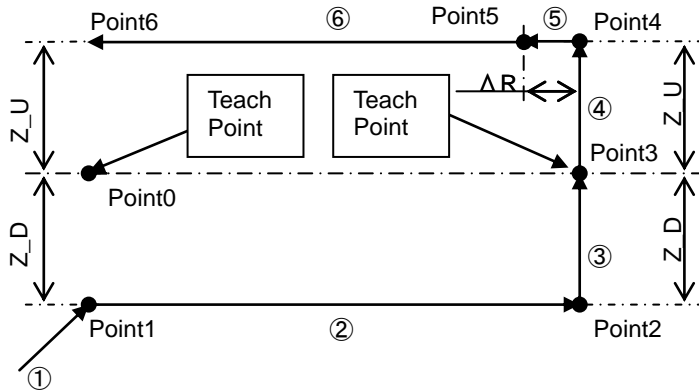 Point6
⑥
Point5
⑤
Point4
Z_U
Teach
Point
Teach
Point
ΔR
④
Z_U
Point3
Point0
Z_D
③
Z_D
Point1
②
Point2
①